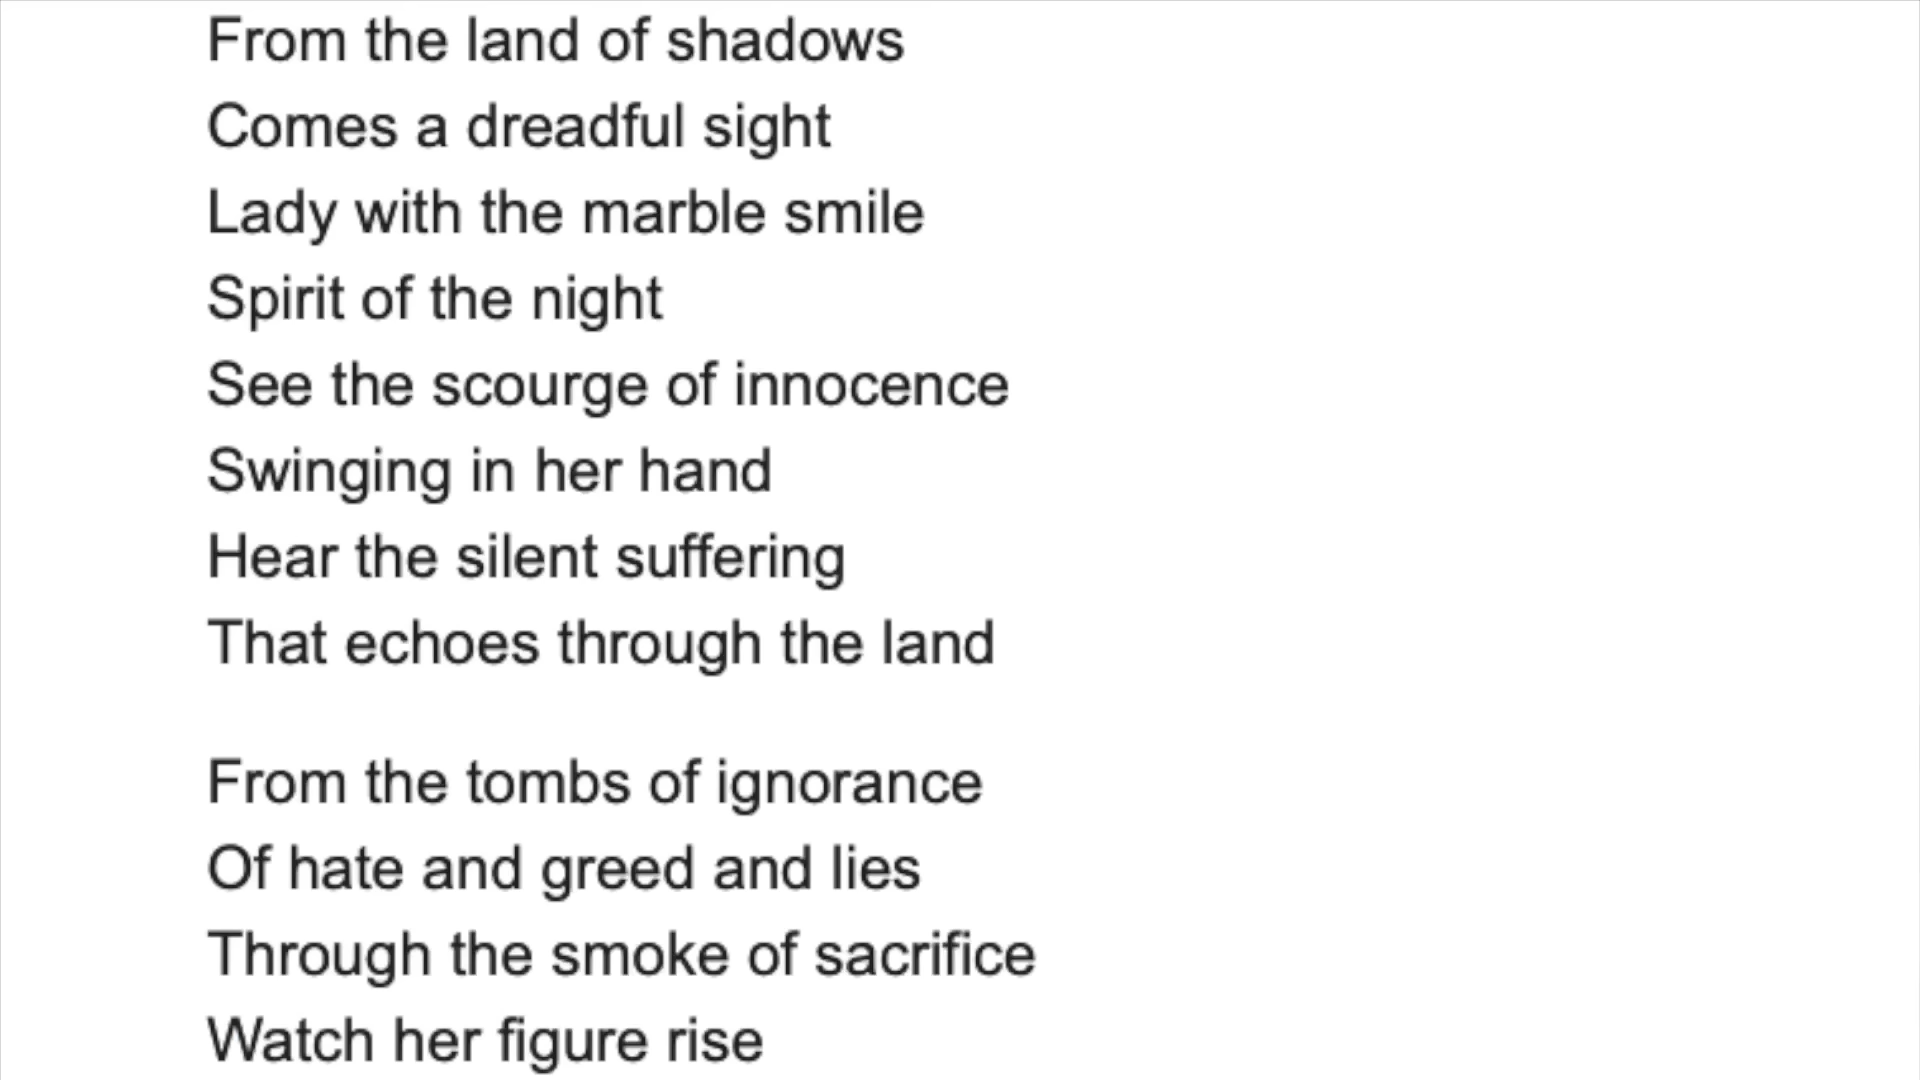 From the land of shadows
Comes a dreadful sight
Lady with the marble smile
Spirit of the night
See the scourge of innocence
Swinging in her hand
Hear the silent suffering
That echoes through the land
From the tombs of ignorance
Of hate and greed and lies
Through the smoke of sacrifice
Watch her figure rise